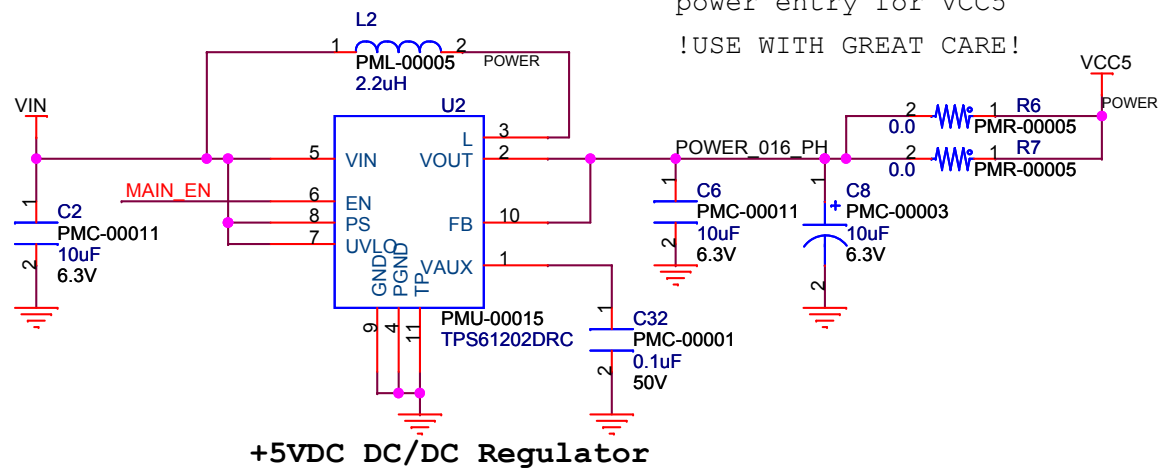 power entry for VCC5
!USE WITH GREAT CARE!
L2
1
2
PML-00005
POWER
2.2uH
VCC5
POWER
VIN
U2
L
3
5
VIN
VOUT
2
POWER_016_PH
MAIN_EN
6
EN
8
PS
FB
10
7
UVLO
VAUX
1
GND
PGND
TP
9
4
11
PMU-00015
TPS61202DRC
1
C2
PMC-00011
10uF
2
6.3V
1
C6
PMC-00011
10uF
2
6.3V
1
C8
+
PMC-00003
10uF
6.3V
2
2
1
R6
0.0
PMR-00005
2
1
R7
0.0
PMR-00005
1
C32
PMC-00001
0.1uF
2
50V
+5VDC DC/DC Regulator